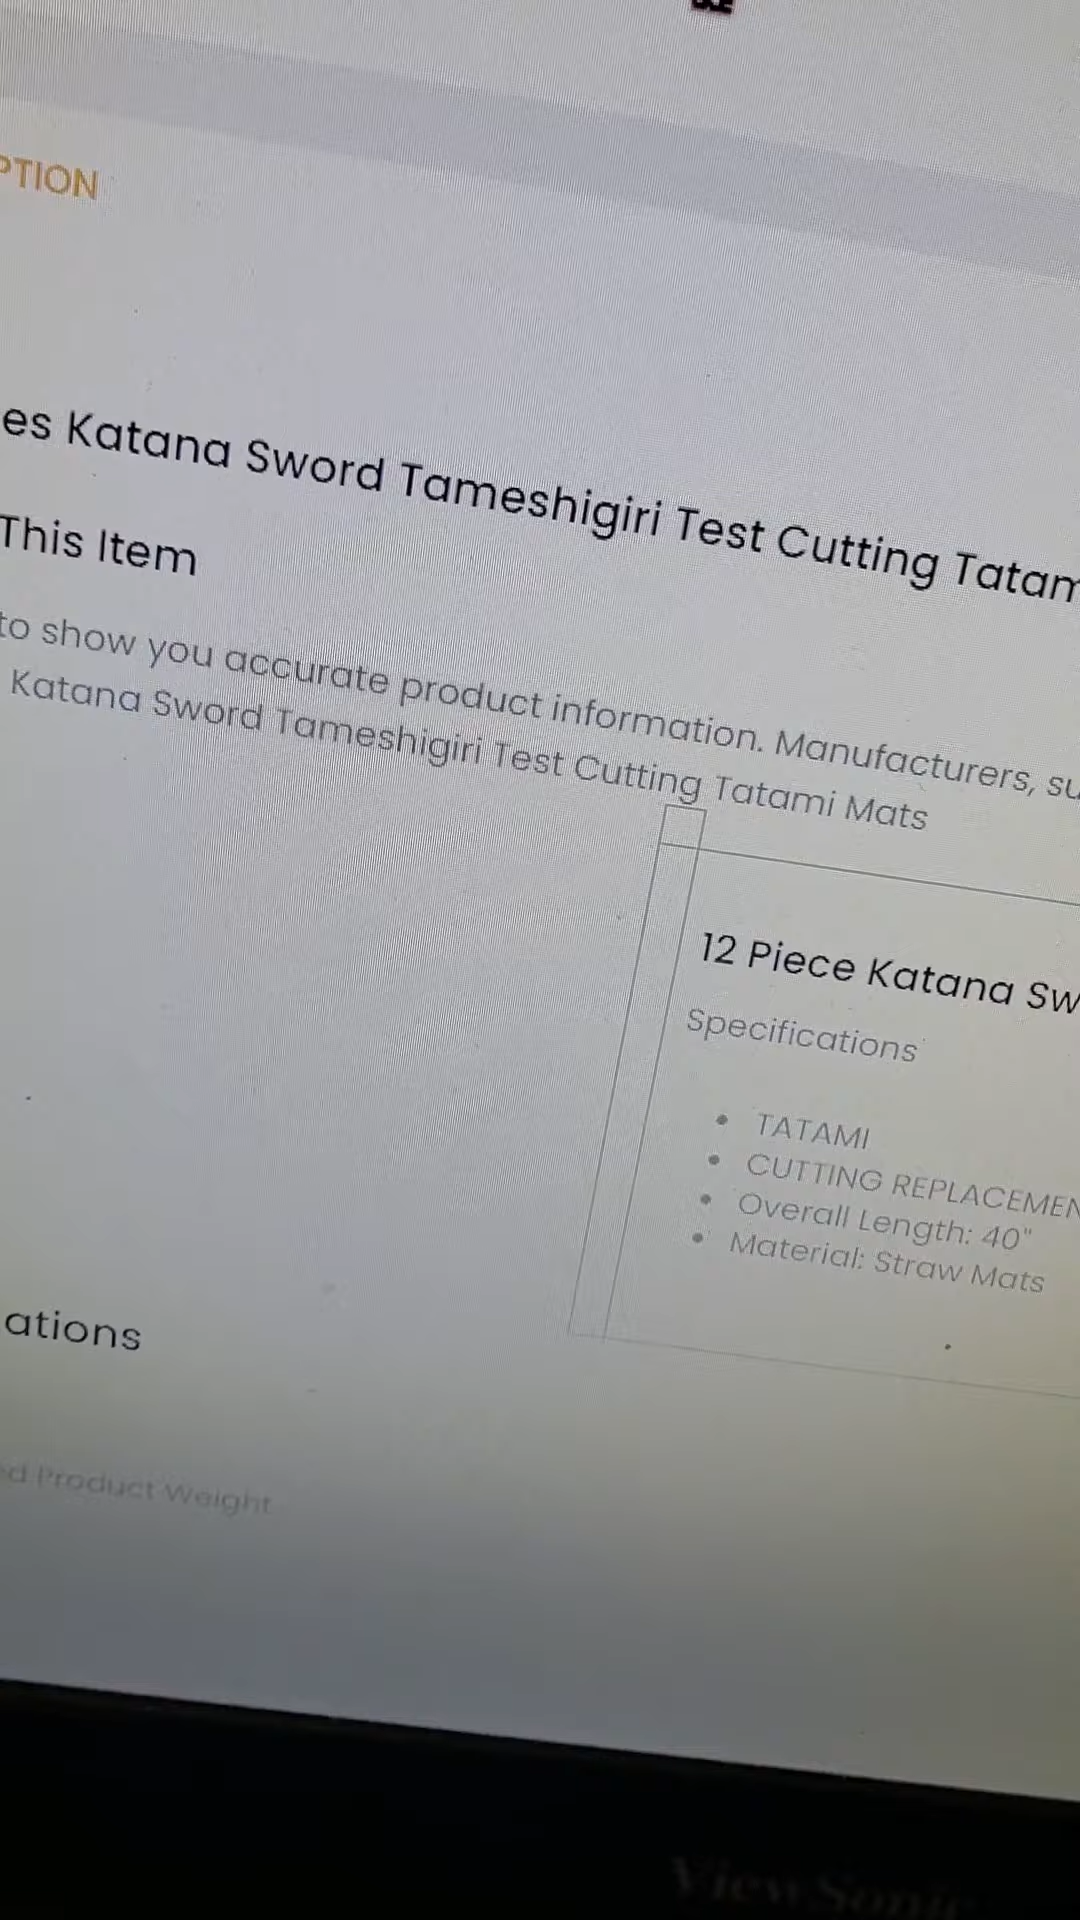 PTION
es Katana Sword Tameshigiri Test Cutting Tatam
This Item
to show you accurate product information. Manufacturers, su
Katana Sword Tameshigiri Test Cutting Tatami Mats
12 Piece Katana Sw
Specifications
• TATAMI
• CUTTING REPLACEMEN
• Overall Length: 40"
• Material: Straw Mats
ations
ed Product Weight
ViewSonic